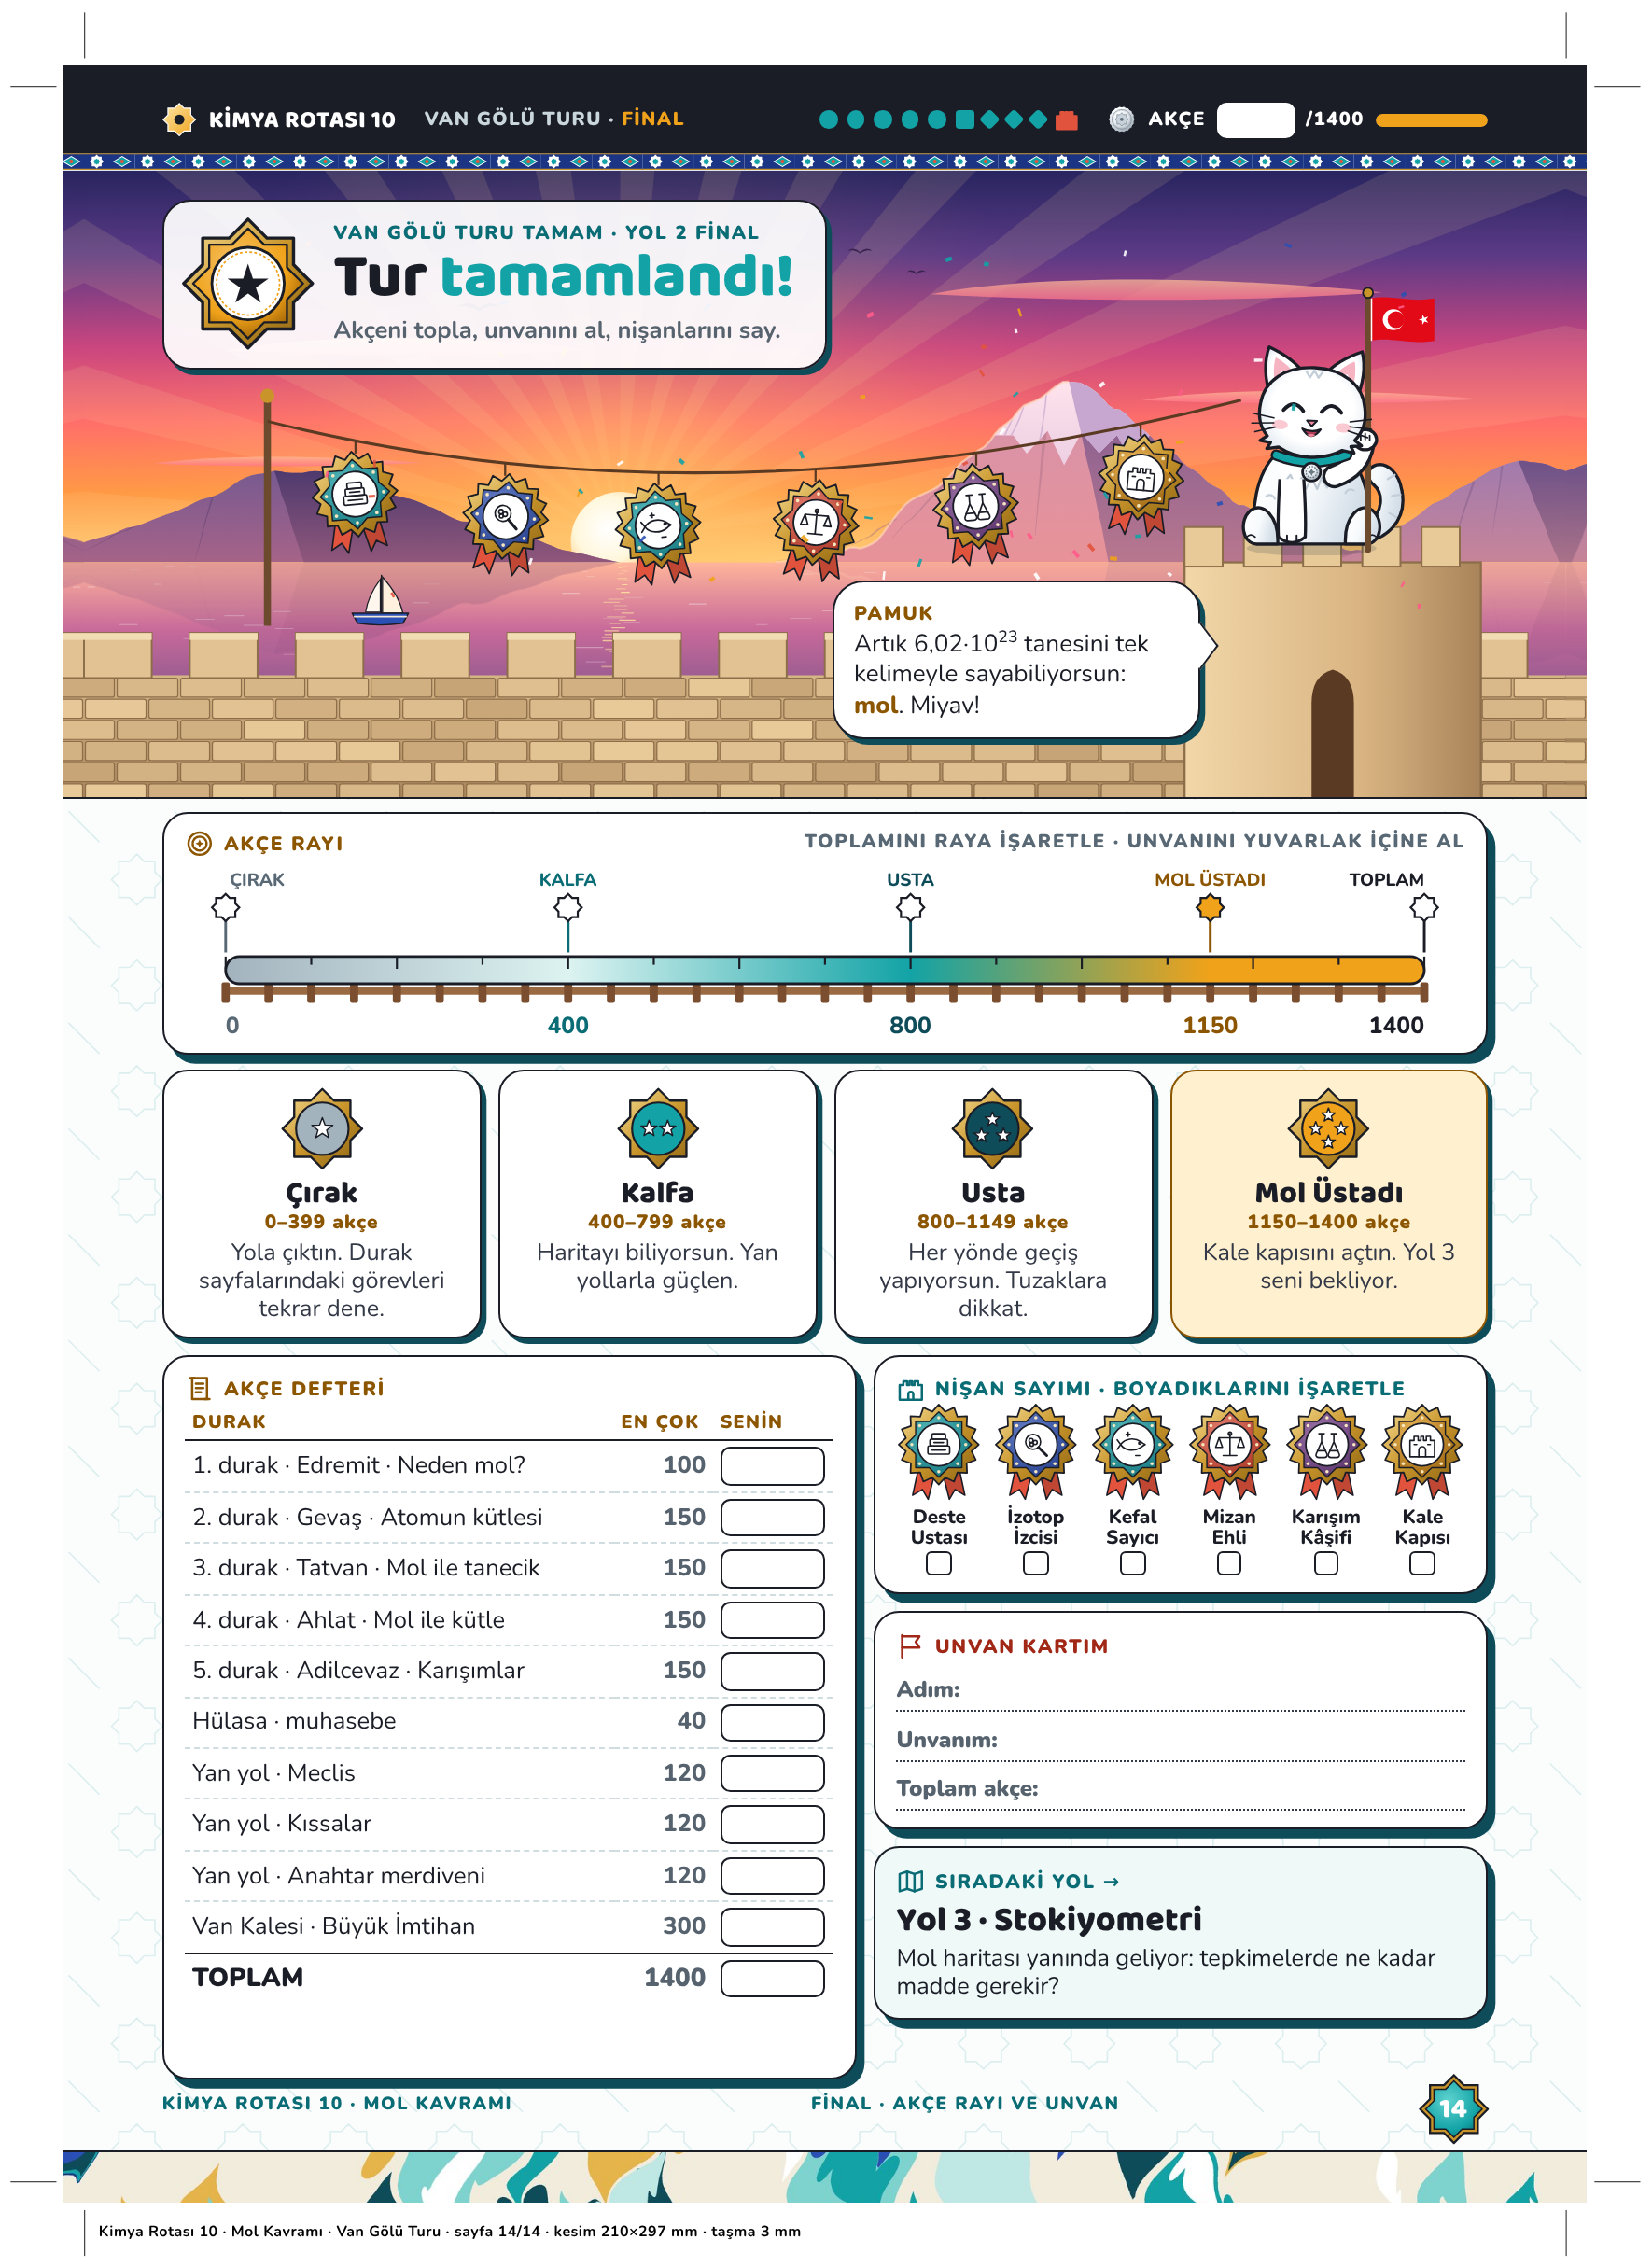 KİMYA ROTASI 10 VAN GÖLÜ TURU · FİNAL AKÇE /1400
VAN GÖLÜ TURU TAMAM · YOL 2 FİNAL
Tur tamamlandı!
Akçeni topla, unvanını al, nişanlarını say.
PAMUK
Artık 6,02·10²³ tanesini tek
kelimeyle sayabiliyorsun:
mol. Miyav!
AKÇE RAYI
TOPLAMINI RAYA İŞARETLE · UNVANINI YUVARLAK İÇİNE AL
ÇIRAK KALFA USTA MOL ÜSTADI TOPLAM
0 400 800 1150 1400
Çırak
0–399 akçe
Yola çıktın. Durak
sayfalarındaki görevleri
tekrar dene.
Kalfa
400–799 akçe
Haritayı biliyorsun. Yan
yollarla güçlen.
Usta
800–1149 akçe
Her yönde geçiş
yapıyorsun. Tuzaklara
dikkat.
Mol Üstadı
1150–1400 akçe
Kale kapısını açtın. Yol 3
seni bekliyor.
AKÇE DEFTERİ
DURAK EN ÇOK SENİN
1. durak · Edremit · Neden mol? 100
2. durak · Gevaş · Atomun kütlesi 150
3. durak · Tatvan · Mol ile tanecik 150
4. durak · Ahlat · Mol ile kütle 150
5. durak · Adilcevaz · Karışımlar 150
Hülasa · muhasebe 40
Yan yol · Meclis 120
Yan yol · Kıssalar 120
Yan yol · Anahtar merdiveni 120
Van Kalesi · Büyük İmtihan 300
TOPLAM 1400
NİŞAN SAYIMI · BOYADIKLARINI İŞARETLE
Deste İzotop Kefal Mizan Karışım Kale
Ustası İzcisi Sayıcı Ehli Kâşifi Kapısı
UNVAN KARTIM
Adım:
Unvanım:
Toplam akçe:
SIRADAKİ YOL →
Yol 3 · Stokiyometri
Mol haritası yanında geliyor: tepkimelerde ne kadar
madde gerekir?
KİMYA ROTASI 10 · MOL KAVRAMI FİNAL · AKÇE RAYI VE UNVAN 14
Kimya Rotası 10 · Mol Kavramı · Van Gölü Turu · sayfa 14/14 · kesim 210×297 mm · taşma 3 mm